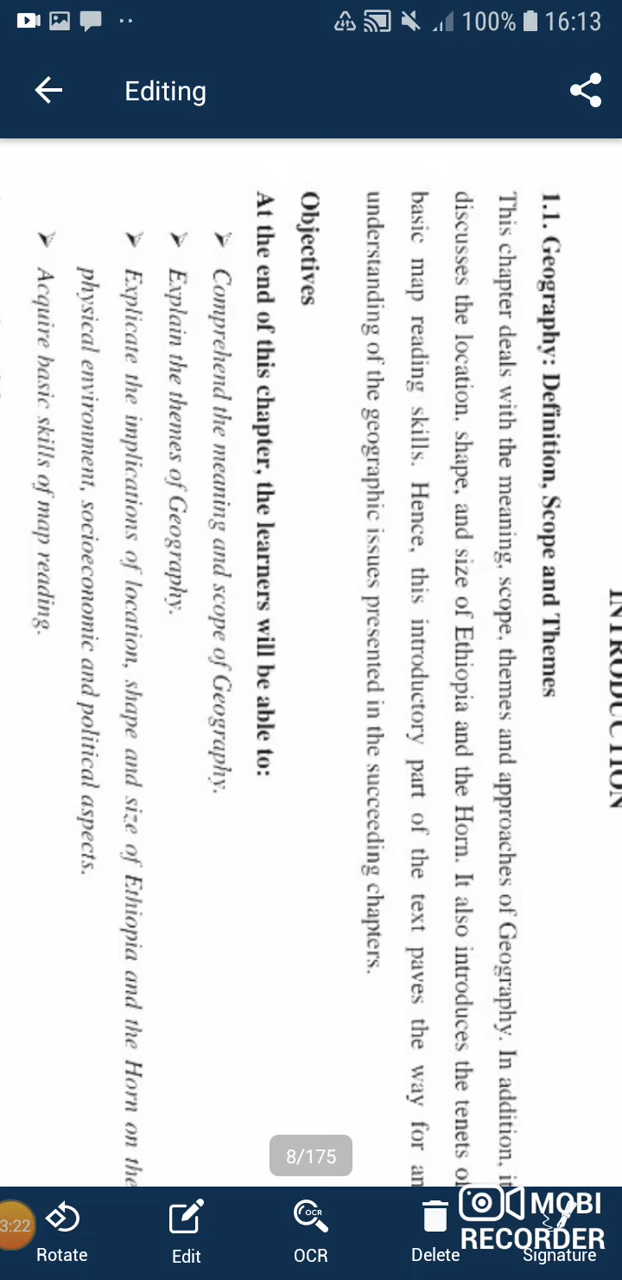 100% 16:13
Editing
INTRODUCTION
1.1. Geography: Definition, Scope and Themes
This chapter deals with the meaning, scope, themes and approaches of Geography. In addition, it
discusses the location, shape, and size of Ethiopia and the Horn. It also introduces the tenets of
basic map reading skills. Hence, this introductory part of the text paves the way for an
understanding of the geographic issues presented in the succeeding chapters.
Objectives
At the end of this chapter, the learners will be able to:
➢ Comprehend the meaning and scope of Geography.
➢ Explain the themes of Geography.
➢ Explicate the implications of location, shape and size of Ethiopia and the Horn on the
physical environment, socioeconomic and political aspects.
➢ Acquire basic skills of map reading.
8/175
3:22
Rotate Edit OCR Delete Signature
MOBI
RECORDER